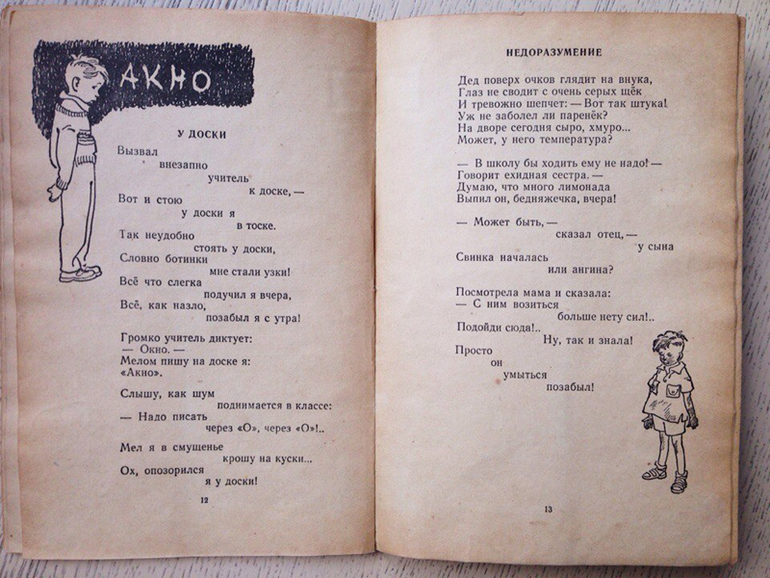 АКНО
У ДОСКИ
Вызвал
внезапно
учитель
к доске,—
Вот и стою
у доски я
в тоске.
Так неудобно
стоять у доски,
Словно ботинки
мне стали узки!
Всё что слегка
подучил я вчера,
Всё, как назло,
позабыл я с утра!
Громко учитель диктует:
— Окно. —
Мелом пишу на доске я:
«Акно».
Слышу, как шум
поднимается в классе:
— Надо писать
через «О», через «О»!..
Мел я в смущенье
крошу на куски...
Ох, опозорился
я у доски!
12
НЕДОРАЗУМЕНИЕ
Дед поверх очков глядит на внука,
Глаз не сводит с очень серых щёк
И тревожно шепчет: — Вот так штука!
Уж не заболел ли паренёк?
На дворе сегодня сыро, хмуро...
Может, у него температура?
— В школу бы ходить ему не надо! —
Говорит ехидная сестра. —
Думаю, что много лимонада
Выпил он, бедняжечка, вчера!
— Может быть, —
сказал отец, —
у сына
Свинка началась
или ангина?
Посмотрела мама и сказала:
— С ним возиться
больше нету сил!..
Подойди сюда!..
Ну, так и знала!
Просто
он
умыться
позабыл!
13